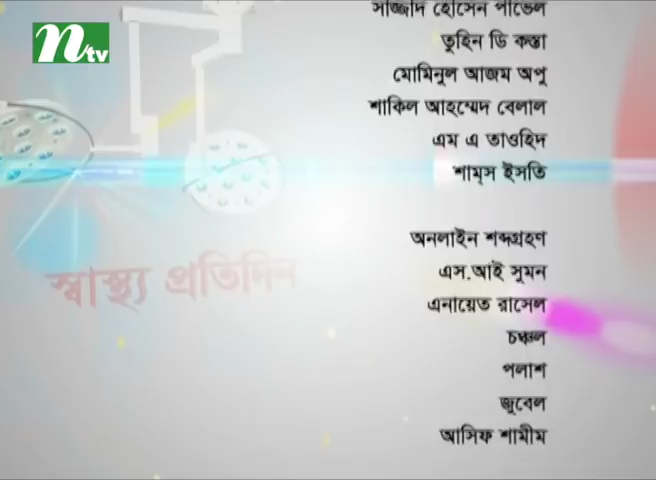 ntv
সাজ্জাদ হোসেন পাভেল
তুহিন ডি কস্তা
মোমিনুল আজম অপু
শাকিল আহম্মেদ বেলাল
এম এ তাওহিদ
শাম্‌স ইসতি
অনলাইন শব্দগ্রহণ
এস.আই সুমন
স্বাস্থ্য প্রতিদিন
এনায়েত রাসেল
চঞ্চল
পলাশ
জুবেল
আসিফ শামীম